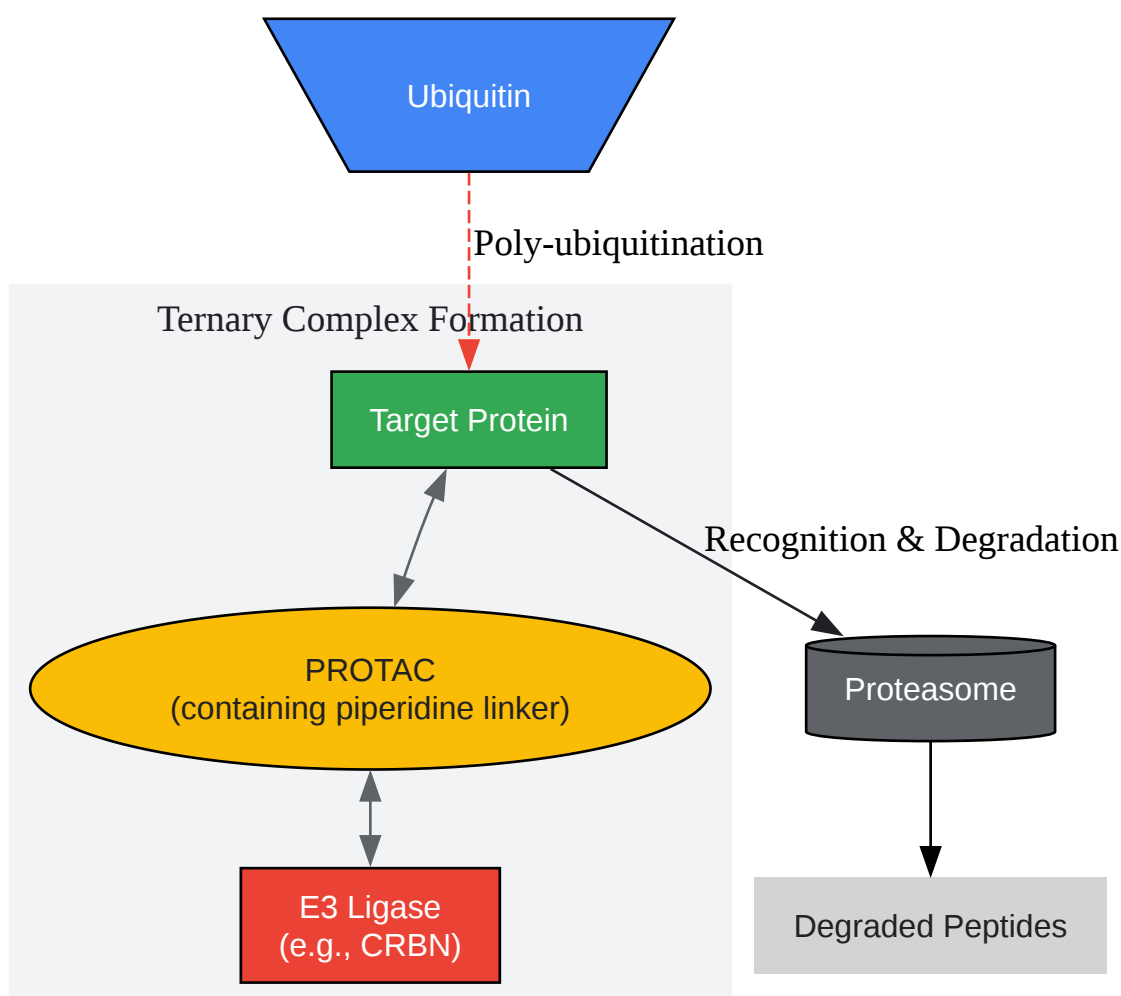 Ubiquitin
Poly-ubiquitination
Ternary Complex Formation
Target Protein
Recognition & Degradation
PROTAC
(containing piperidine linker)
Proteasome
E3 Ligase
(e.g., CRBN)
Degraded Peptides